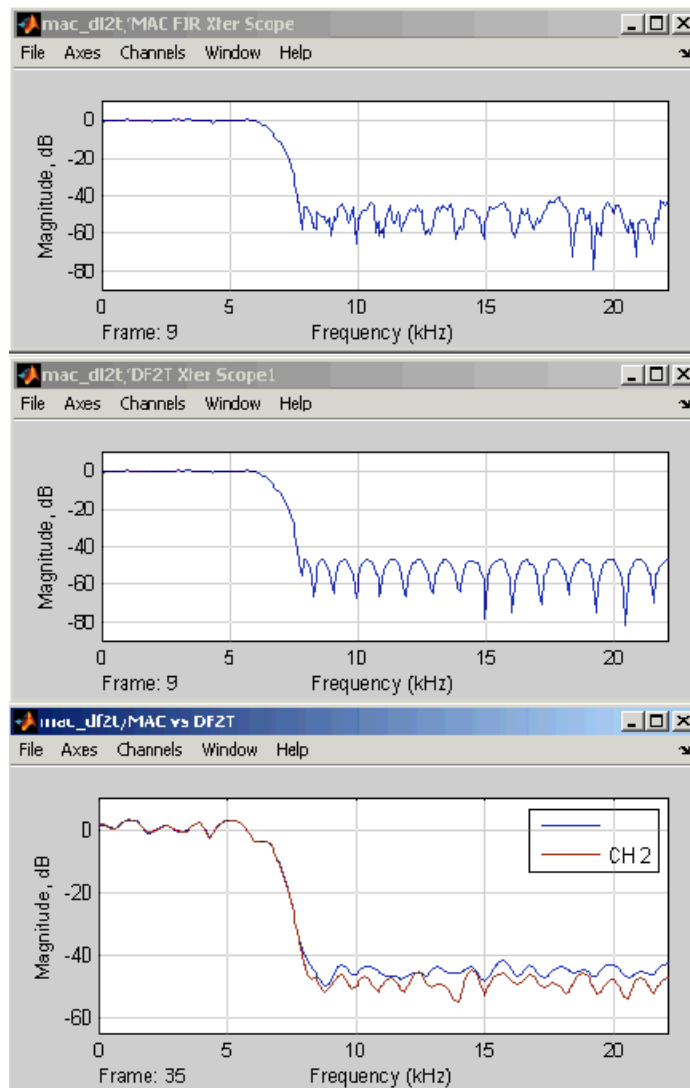 mac_df2t/MAC FIR Xfer Scope
File Axes Channels Window Help
Magnitude, dB
0
-20
-40
-60
-80
0 5 10 15 20
Frame: 9 Frequency (kHz)
mac_df2t/DF2T Xfer Scope1
File Axes Channels Window Help
Magnitude, dB
0
-20
-40
-60
-80
0 5 10 15 20
Frame: 9 Frequency (kHz)
mac_df2t/MAC vs DF2T
File Axes Channels Window Help
Magnitude, dB
0
-20
-40
-60
CH 2
0 5 10 15 20
Frame: 35 Frequency (kHz)